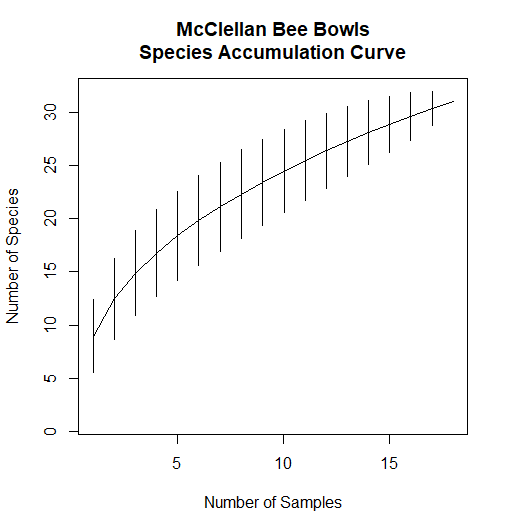 McClellan Bee Bowls
Species Accumulation Curve
30
25
20
15
10
5
0
Number of Species
5 10 15
Number of Samples